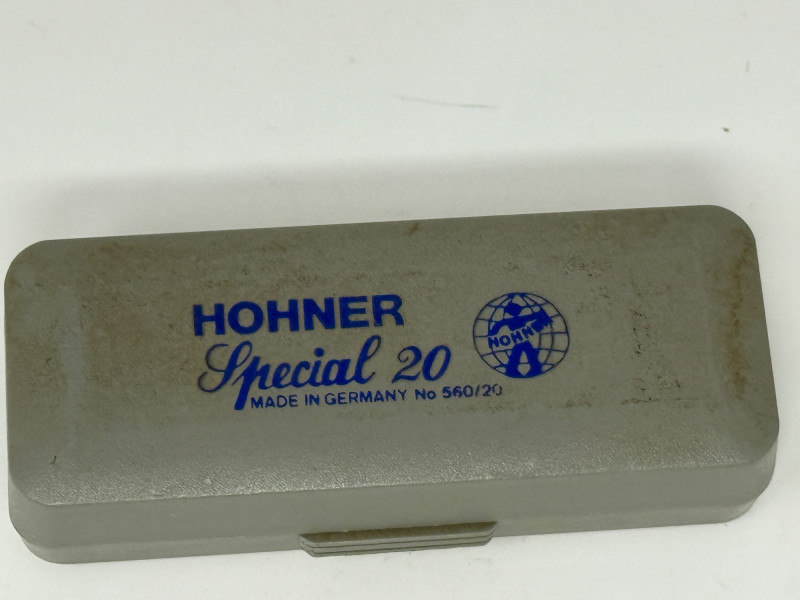 HOHNER
HOHNER
Special 20
MADE IN GERMANY No 560/20